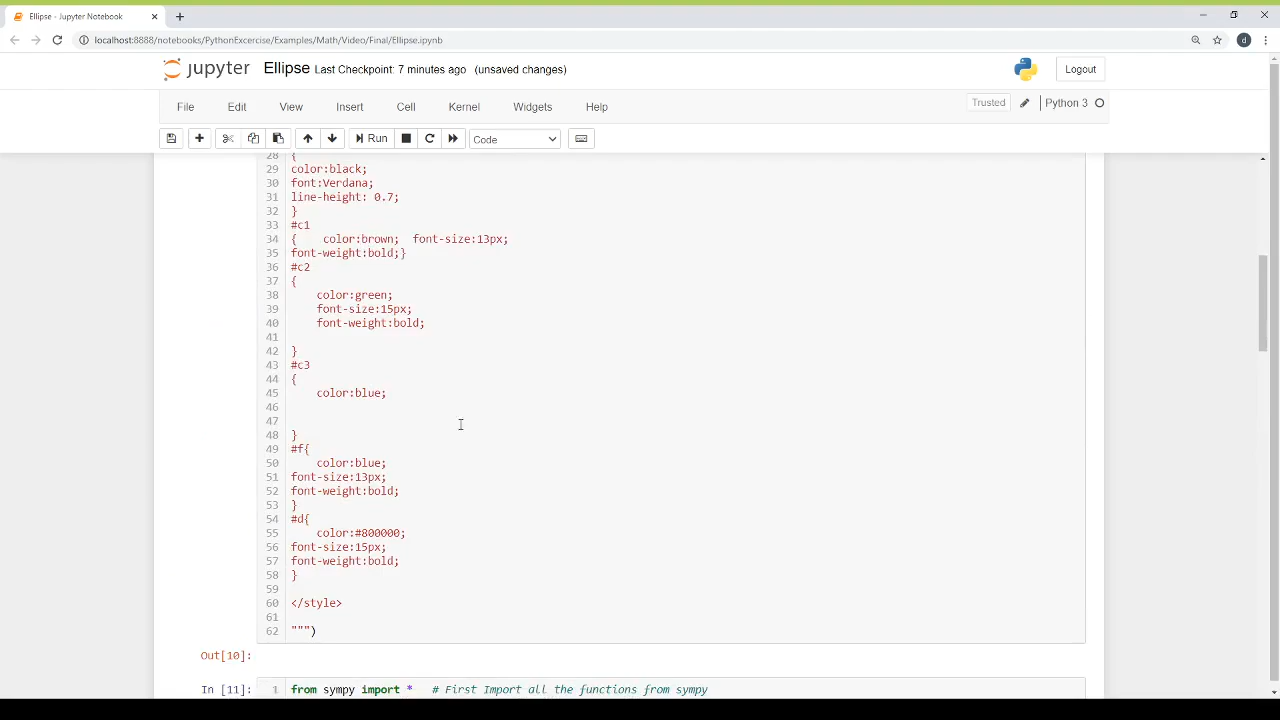 Ellipse - Jupyter Notebook
localhost:8888/notebooks/PythonExcercise/Examples/Math/Video/Final/Ellipse.ipynb
d
jupyter Ellipse Last Checkpoint: 7 minutes ago (unsaved changes)
Logout
File Edit View Insert Cell Kernel Widgets Help
Trusted Python 3
Run Code
28 {
29 color:black;
30 font:Verdana;
31 line-height: 0.7;
32 }
33 #c1
34 {    color:brown;  font-size:13px;
35 font-weight:bold;}
36 #c2
37 {
38     color:green;
39     font-size:15px;
40     font-weight:bold;
41
42 }
43 #c3
44 {
45     color:blue;
46
47
48 }
49 #f{
50     color:blue;
51 font-size:13px;
52 font-weight:bold;
53 }
54 #d{
55     color:#800000;
56 font-size:15px;
57 font-weight:bold;
58 }
59
60 </style>
61
62 """)
Out[10]:
In [11]: 1 from sympy import *   # First Import all the functions from sympy